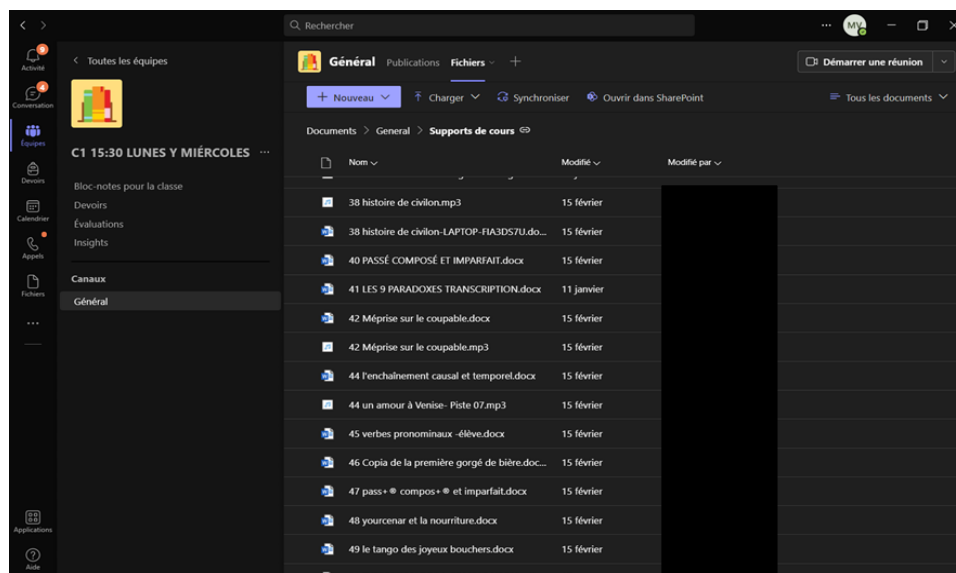 Rechercher
MV
9
Activité
4
Conversation
Équipes
Devoirs
Calendrier
Appels
Fichiers
Applications
Aide
Toutes les équipes
C1 15:30 LUNES Y MIÉRCOLES ...
Bloc-notes pour la classe
Devoirs
Évaluations
Insights
Canaux
Général
Général Publications Fichiers +
Démarrer une réunion
+ Nouveau Charger Synchroniser Ouvrir dans SharePoint Tous les documents
Documents > General > Supports de cours
Nom Modifié Modifié par
38 histoire de civilon.mp3 15 février
38 histoire de civilon-LAPTOP-FIA3DS7U.do... 15 février
40 PASSÉ COMPOSÉ ET IMPARFAIT.docx 15 février
41 LES 9 PARADOXES TRANSCRIPTION.docx 11 janvier
42 Méprise sur le coupable.docx 15 février
42 Méprise sur le coupable.mp3 15 février
44 l'enchaînement causal et temporel.docx 15 février
44 un amour à Venise- Piste 07.mp3 15 février
45 verbes pronominaux -élève.docx 15 février
46 Copia de la première gorgé de bière.doc... 15 février
47 pass+® compos+® et imparfait.docx 15 février
48 yourcenar et la nourriture.docx 15 février
49 le tango des joyeux bouchers.docx 15 février